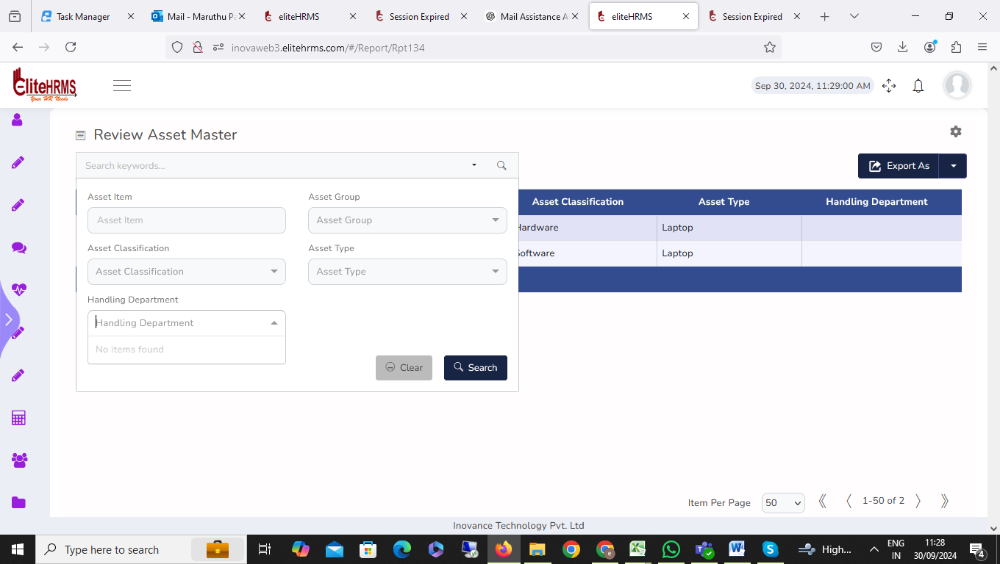 Task Manager
Mail - Maruthu Pa
eliteHRMS
Session Expired
Mail Assistance A
eliteHRMS
Session Expired
inovaweb3.elitehrms.com/#/Report/Rpt134
EliteHRMS
Your HR Needs
Sep 30, 2024, 11:29:00 AM
Review Asset Master
Search keywords...
Export As
Asset Item
Asset Group
Asset Classification
Asset Type
Handling Department
Asset Item
Asset Group
Hardware
Laptop
Asset Classification
Asset Type
Software
Laptop
Asset Classification
Asset Type
Handling Department
Handling Department
No items found
Clear
Search
Item Per Page
50
1-50 of 2
Inovance Technology Pvt. Ltd
Type here to search
High...
ENG
IN
11:28
30/09/2024
4